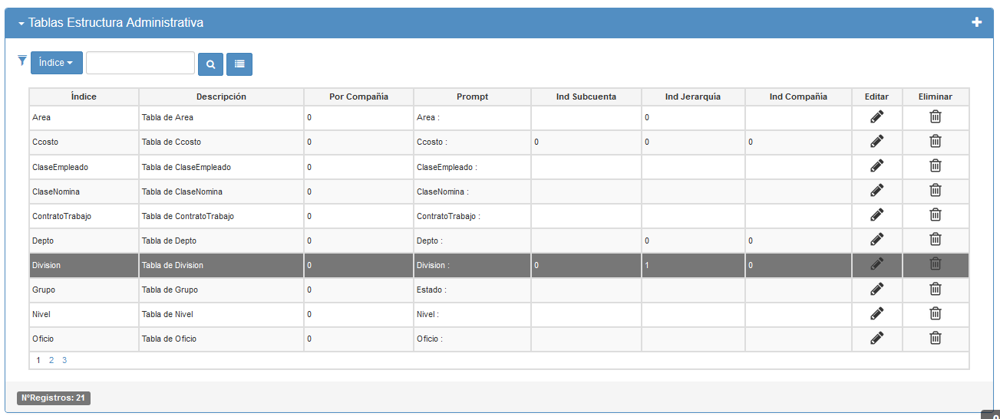 Tablas Estructura Administrativa
Índice
Índice Descripción Por Compañía Prompt Ind Subcuenta Ind Jerarquía Ind Compañía Editar Eliminar
Area Tabla de Area 0 Area : 0
Ccosto Tabla de Ccosto 0 Ccosto : 0 0 0
ClaseEmpleado Tabla de ClaseEmpleado 0 ClaseEmpleado :
ClaseNomina Tabla de ClaseNomina 0 ClaseNomina :
ContratoTrabajo Tabla de ContratoTrabajo 0 ContratoTrabajo :
Depto Tabla de Depto 0 Depto : 0 0
Division Tabla de Division 0 Division : 0 1 0
Grupo Tabla de Grupo 0 Estado :
Nivel Tabla de Nivel 0 Nivel :
Oficio Tabla de Oficio 0 Oficio :
1 2 3
NºRegistros: 21